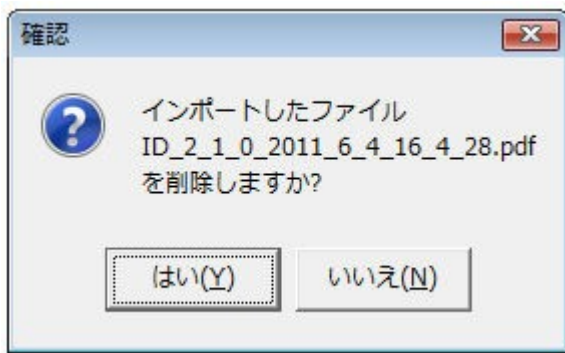 確認
インポートしたファイル
ID_2_1_0_2011_6_4_16_4_28.pdf
を削除しますか?
はい(Y)
いいえ(N)